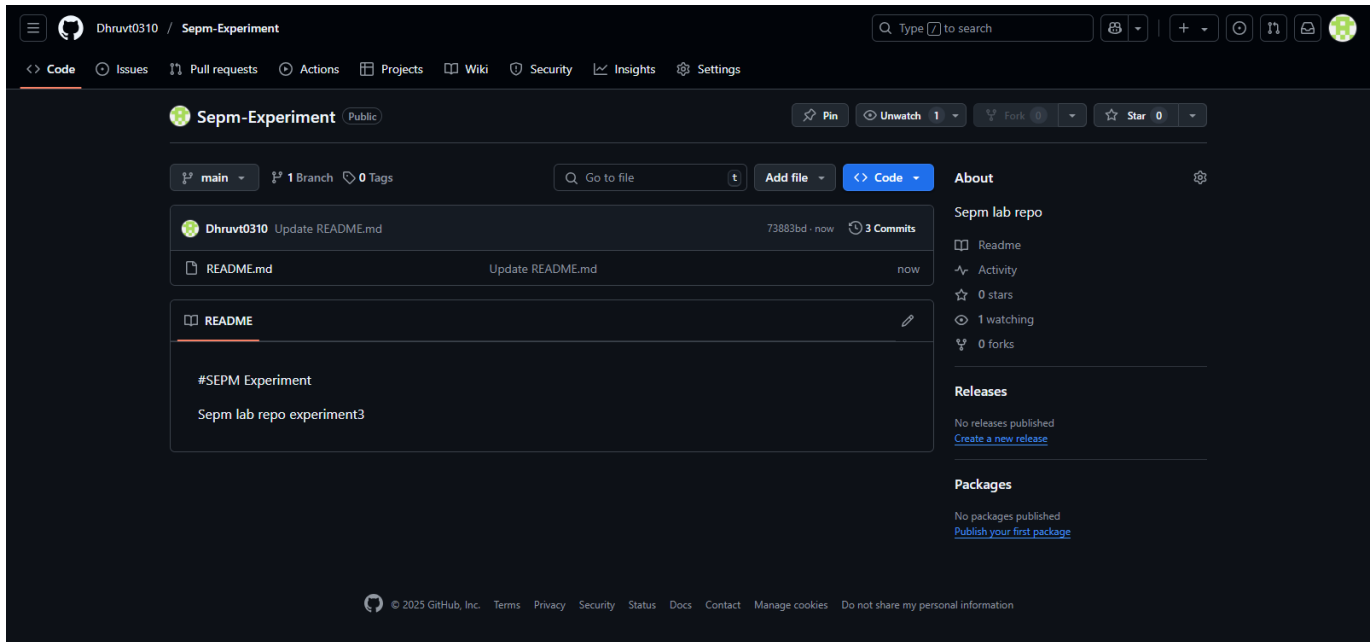 Dhruvt0310 / Sepm-Experiment
Type / to search
Code Issues Pull requests Actions Projects Wiki Security Insights Settings
Sepm-Experiment Public
Pin Unwatch 1 Fork 0 Star 0
main 1 Branch 0 Tags Go to file t Add file Code
Dhruvt0310 Update README.md 73883bd · now 3 Commits
README.md Update README.md now
README
#SEPM Experiment
Sepm lab repo experiment3
About
Sepm lab repo
Readme
Activity
0 stars
1 watching
0 forks
Releases
No releases published
Create a new release
Packages
No packages published
Publish your first package
© 2025 GitHub, Inc. Terms Privacy Security Status Docs Contact Manage cookies Do not share my personal information